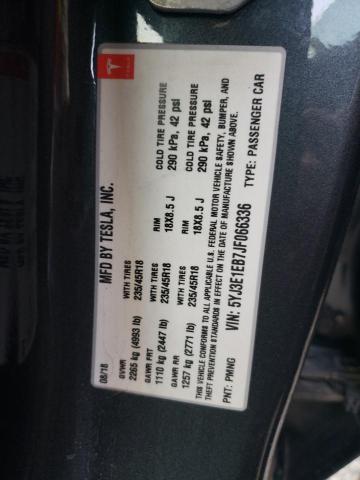 TESLA
MFD BY TESLA, INC.
08/18
GVWR
2265 kg (4993 lb)
GAWR FRT
1110 kg (2447 lb)
GAWR RR
1257 kg (2771 lb)
WITH TIRES
235/45R18
WITH TIRES
235/45R18
RIM
18X8.5 J
RIM
18X8.5 J
COLD TIRE PRESSURE
290 kPa, 42 psi
COLD TIRE PRESSURE
290 kPa, 42 psi
THIS VEHICLE CONFORMS TO ALL APPLICABLE U.S. FEDERAL MOTOR VEHICLE SAFETY, BUMPER, AND
THEFT PREVENTION STANDARDS IN EFFECT ON THE DATE OF MANUFACTURE SHOWN ABOVE.
VIN: 5YJ3E1EB7JF066336
TYPE: PASSENGER CAR
PNT: PMNG